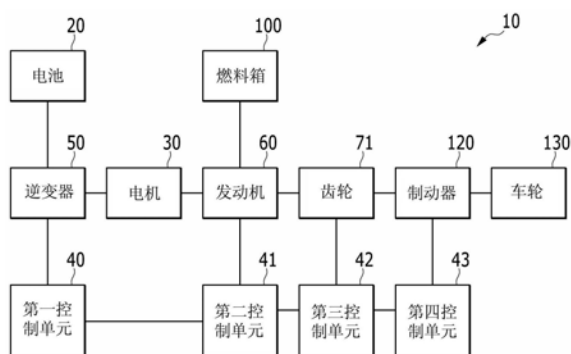 20
100
10
电池
燃料箱
50
30
60
71
120
130
逆变器
电机
发动机
齿轮
制动器
车轮
40
41
42
43
第一控
制单元
第二控
制单元
第三控
制单元
第四控
制单元